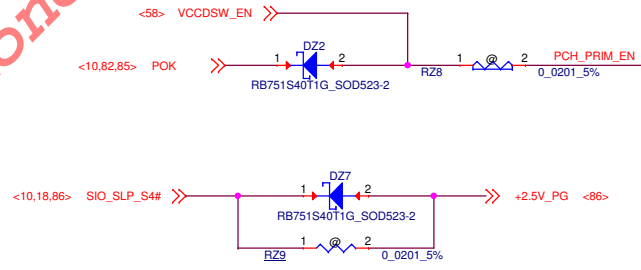 <58> VCCDSW_EN
DZ2
<10,82,85> POK
1 2
RB751S40T1G_SOD523-2
RZ8
1 @ 2
0_0201_5%
PCH_PRIM_EN
DZ7
<10,18,86> SIO_SLP_S4#
1 2
+2.5V_PG <86>
RB751S40T1G_SOD523-2
1 @ 2
RZ9
0_0201_5%